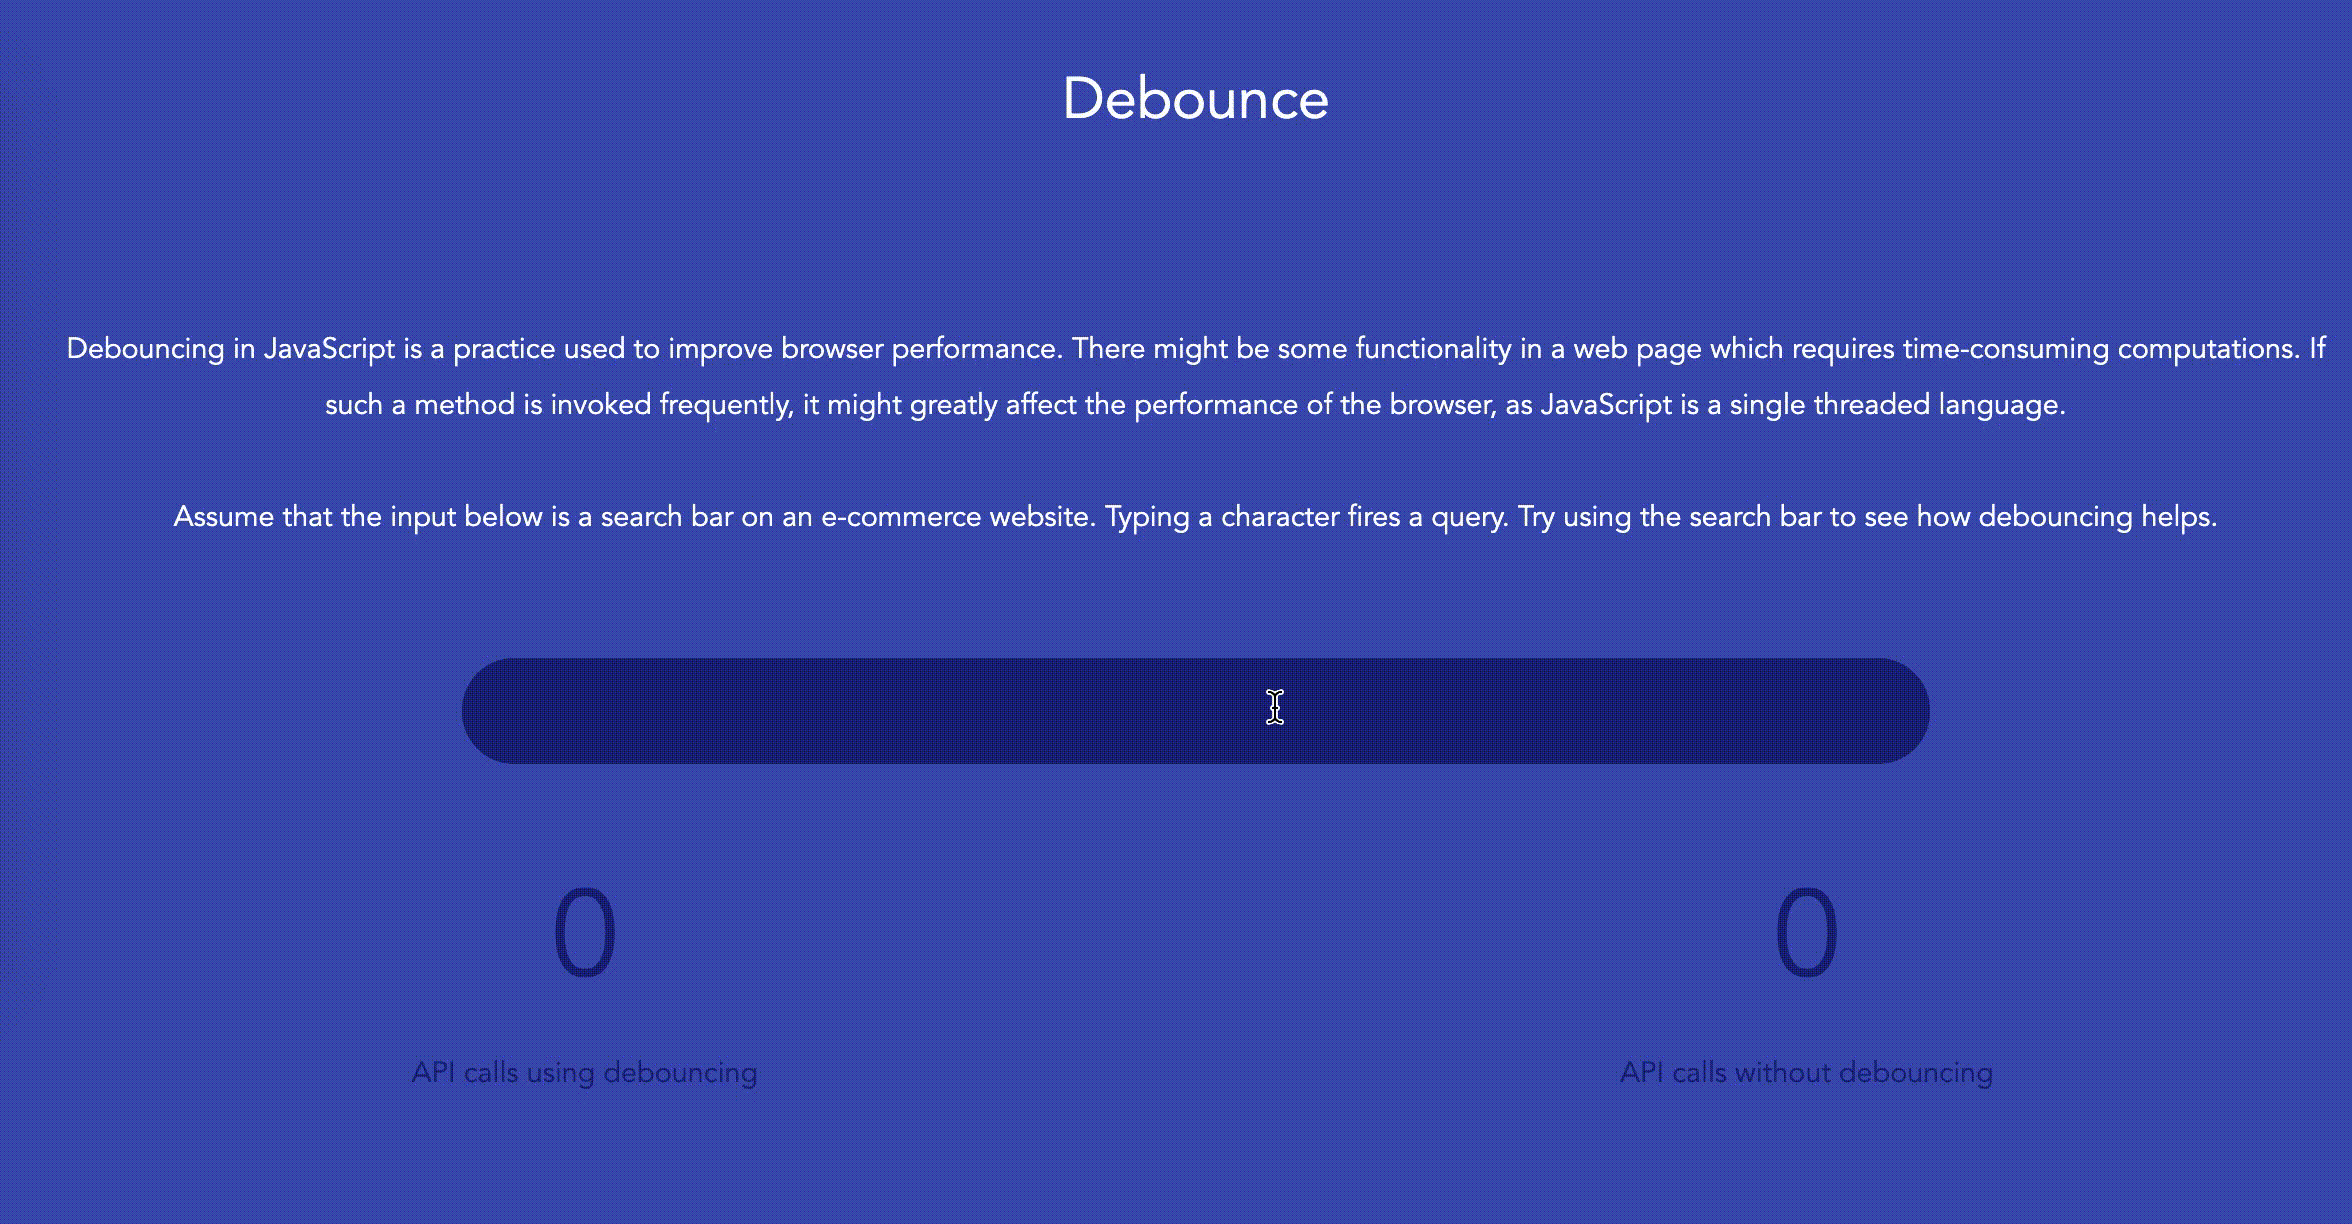 Debounce
Debouncing in JavaScript is a practice used to improve browser performance. There might be some functionality in a web page which requires time-consuming computations. If
such a method is invoked frequently, it might greatly affect the performance of the browser, as JavaScript is a single threaded language.
Assume that the input below is a search bar on an e-commerce website. Typing a character fires a query. Try using the search bar to see how debouncing helps.
0
0
API calls using debouncing
API calls without debouncing